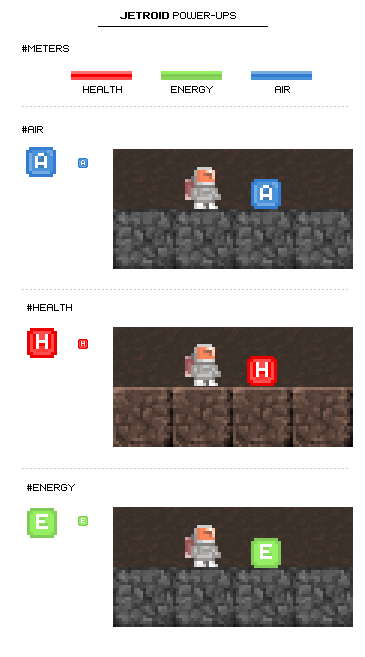 JETROID POWER-UPS
#METERS
HEALTH ENERGY AIR
#AIR
A A A
#HEALTH
H H H
#ENERGY
E E E